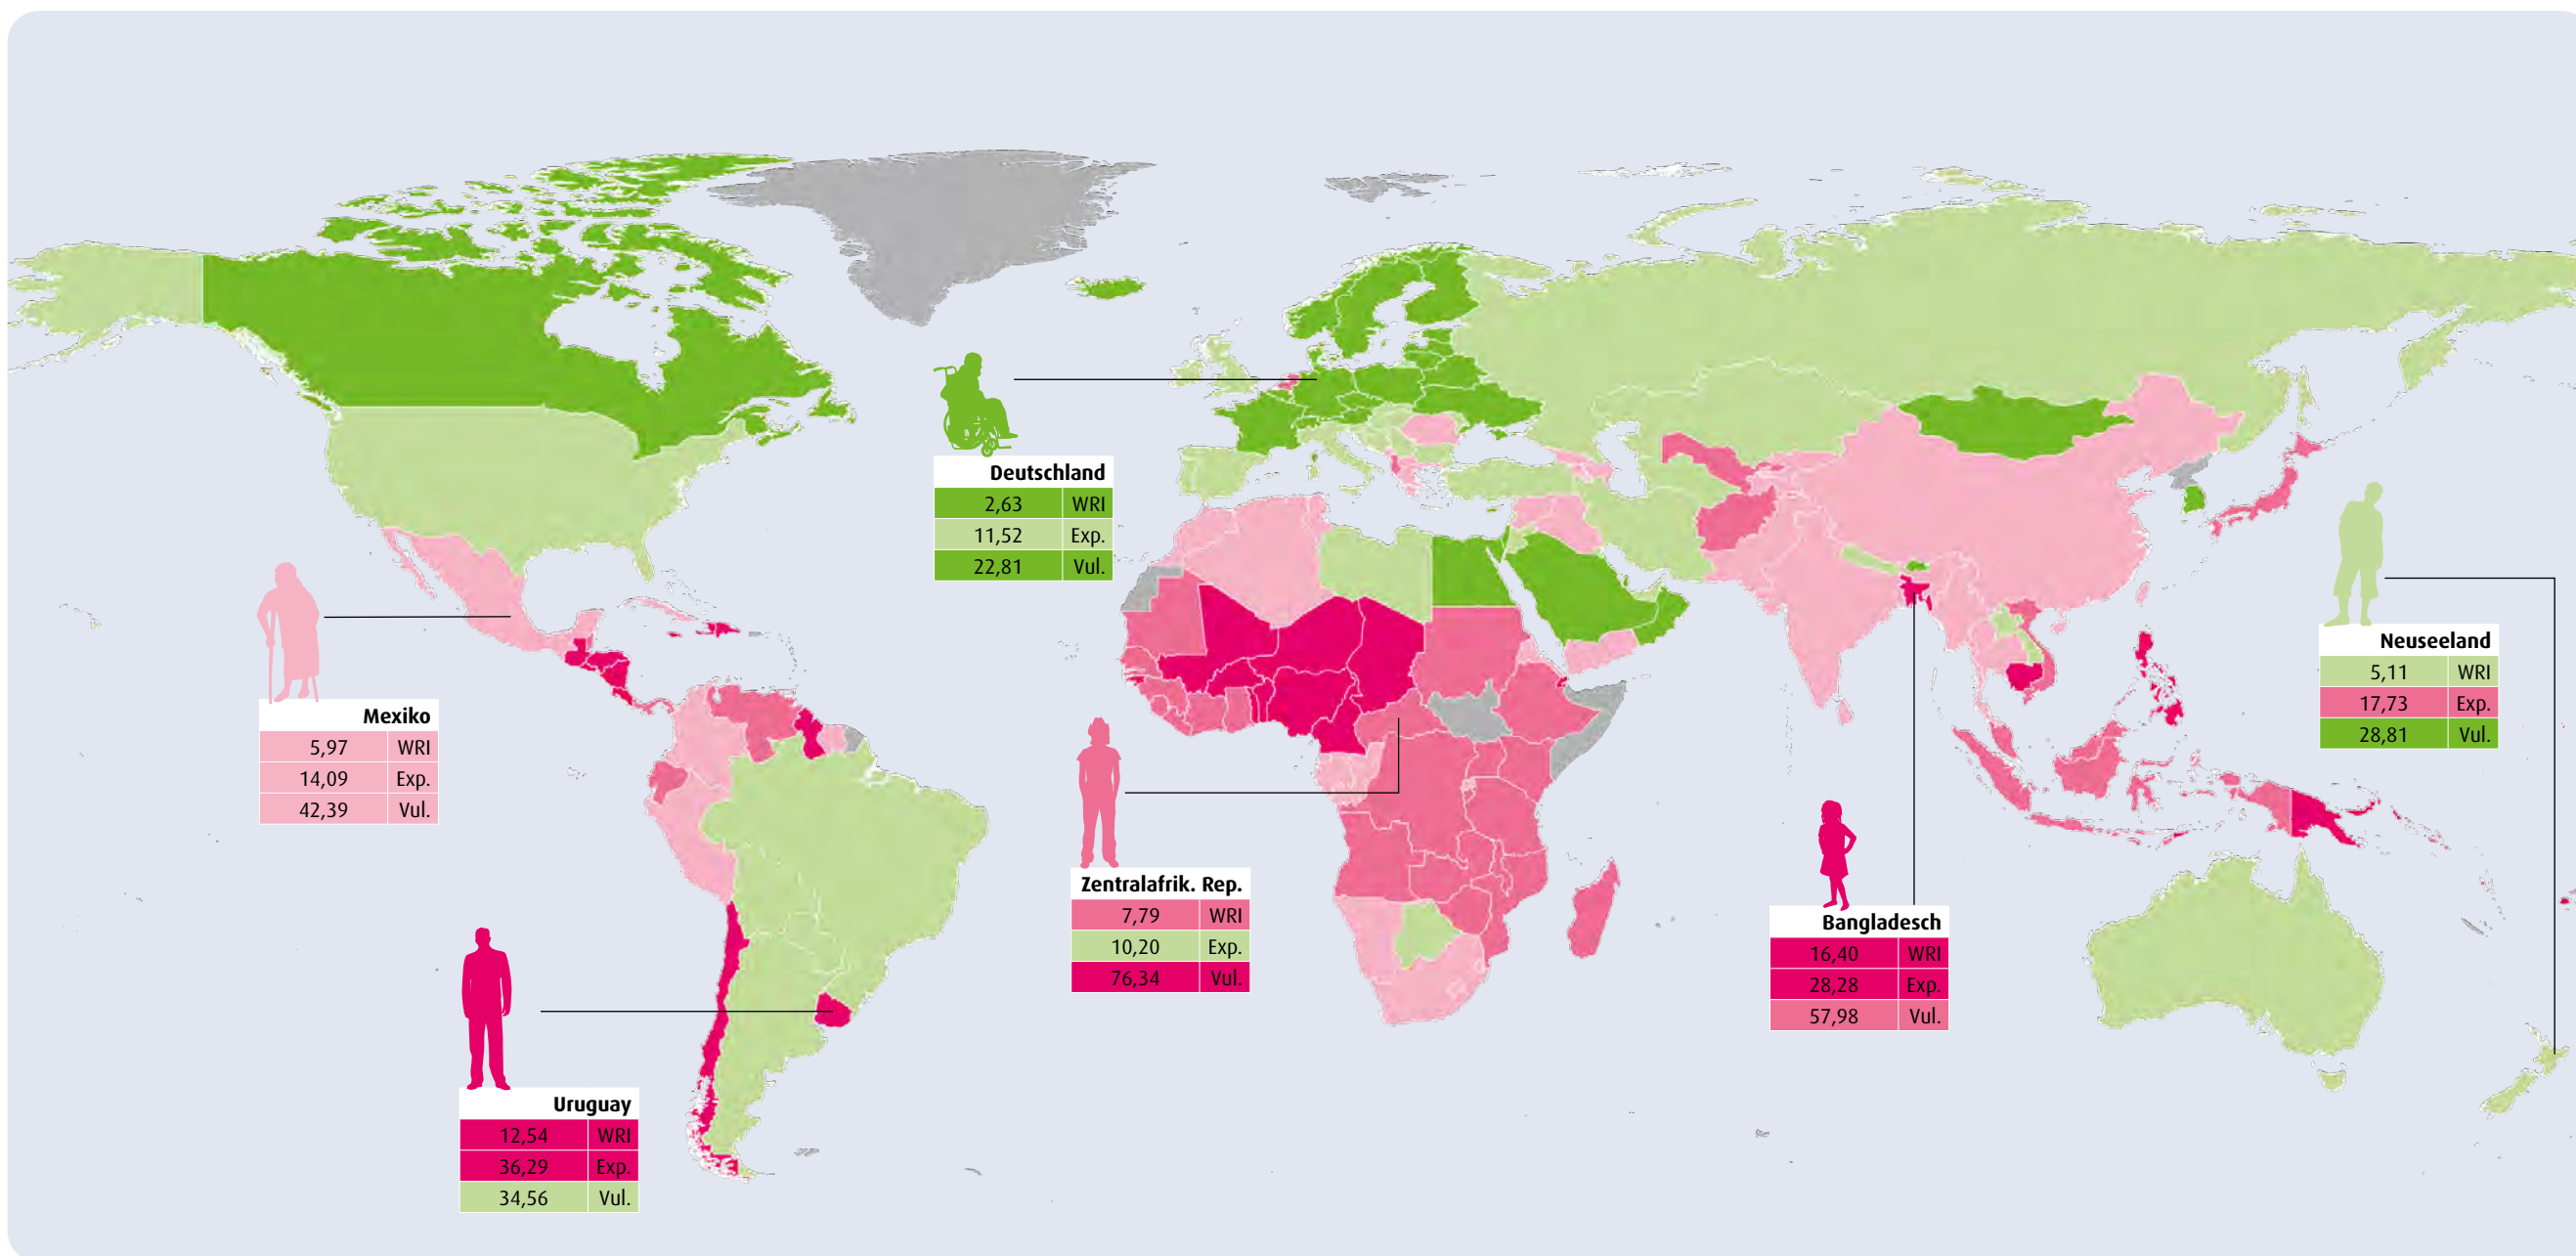 Deutschland
2,63 WRI
11,52 Exp.
22,81 Vul.
Neuseeland
5,11 WRI
17,73 Exp.
28,81 Vul.
Mexiko
5,97 WRI
14,09 Exp.
42,39 Vul.
Zentralafrik. Rep.
7,79 WRI
10,20 Exp.
76,34 Vul.
Bangladesch
16,40 WRI
28,28 Exp.
57,98 Vul.
Uruguay
12,54 WRI
36,29 Exp.
34,56 Vul.